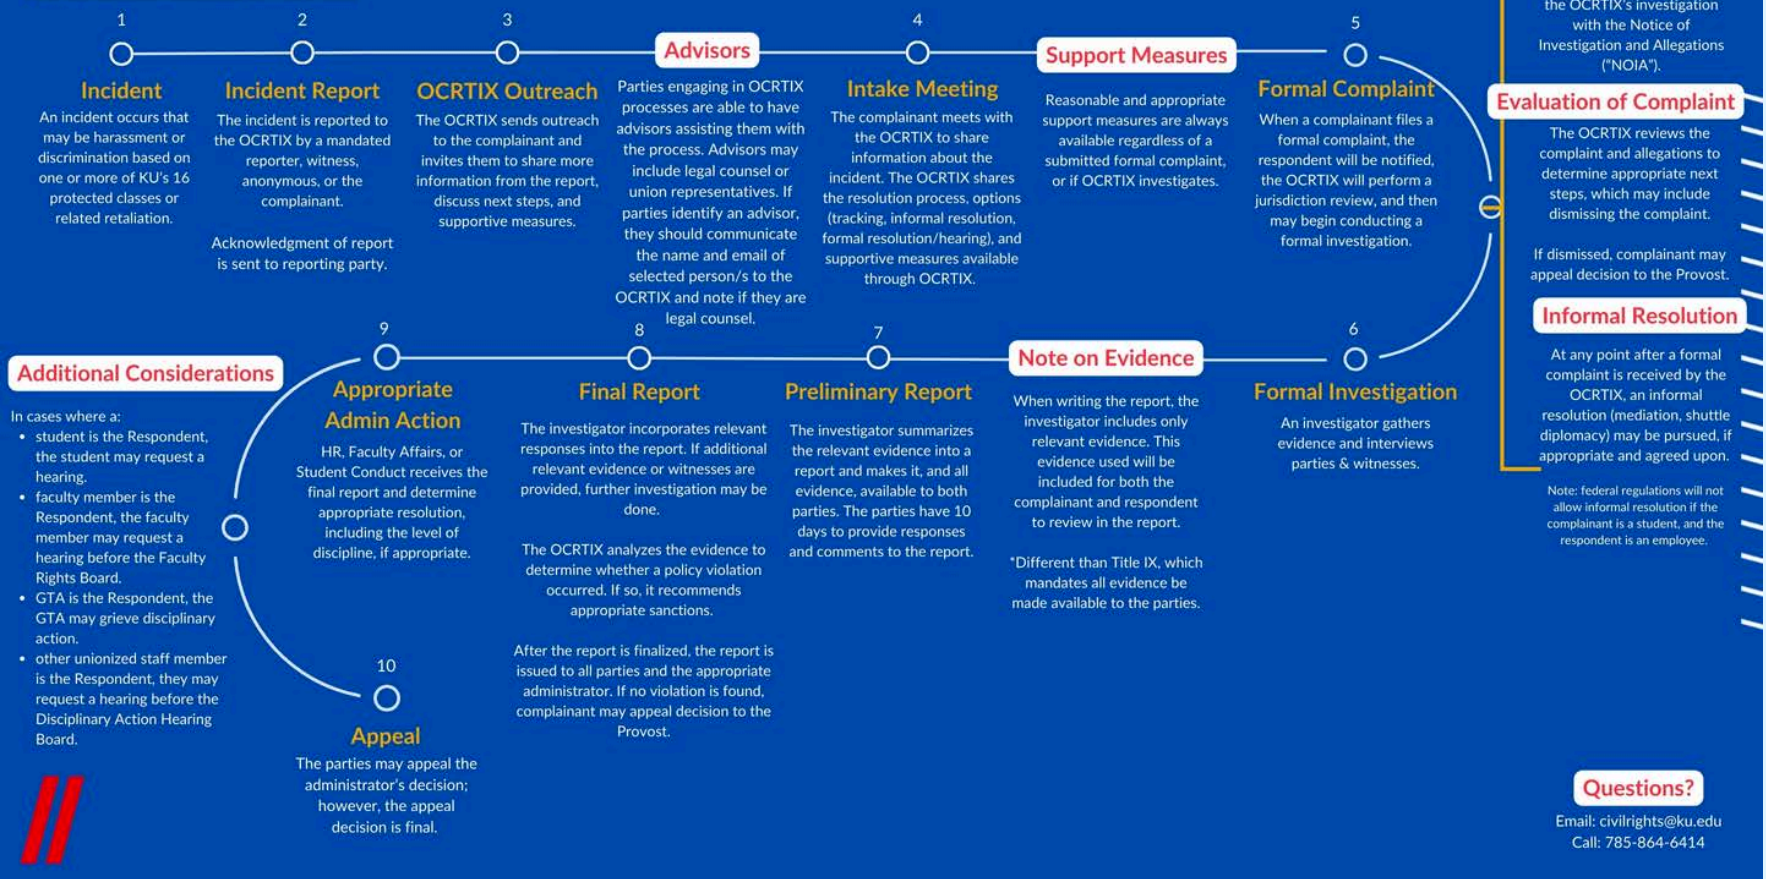 1
Incident
An incident occurs that
may be harassment or
discrimination based on
one or more of KU's 16
protected classes or
related retaliation.
2
Incident Report
The incident is reported to
the OCRTIX by a mandated
reporter, witness,
anonymous, or the
complainant.
Acknowledgment of report
is sent to reporting party.
3
OCRTIX Outreach
The OCRTIX sends outreach
to the complainant and
invites them to share more
information from the report,
discuss next steps, and
supportive measures.
Advisors
Parties engaging in OCRTIX
processes are able to have
advisors assisting them with
the process. Advisors may
include legal counsel or
union representatives. If
parties identify an advisor,
they should communicate
the name and email of
selected person/s to the
OCRTIX and note if they are
legal counsel.
4
Intake Meeting
The complainant meets with
the OCRTIX to share
information about the
incident. The OCRTIX shares
the resolution process, options
(tracking, informal resolution,
formal resolution/hearing), and
supportive measures available
through OCRTIX.
Support Measures
Reasonable and appropriate
support measures are always
available regardless of a
submitted formal complaint,
or if OCRTIX investigates.
5
Formal Complaint
When a complainant files a
formal complaint, the
respondent will be notified,
the OCRTIX will perform a
jurisdiction review, and then
may begin conducting a
formal investigation.
the OCRTIX's investigation
with the Notice of
Investigation and Allegations
("NOIA").
Evaluation of Complaint
The OCRTIX reviews the
complaint and allegations to
determine appropriate next
steps, which may include
dismissing the complaint.
If dismissed, complainant may
appeal decision to the Provost.
Informal Resolution
At any point after a formal
complaint is received by the
OCRTIX, an informal
resolution (mediation, shuttle
diplomacy) may be pursued, if
appropriate and agreed upon.
Note: federal regulations will not
allow informal resolution if the
complainant is a student, and the
respondent is an employee.
6
Formal Investigation
An investigator gathers
evidence and interviews
parties & witnesses.
Note on Evidence
When writing the report, the
investigator includes only
relevant evidence. This
evidence used will be
included for both the
complainant and respondent
to review in the report.
*Different than Title IX, which
mandates all evidence be
made available to the parties.
7
Preliminary Report
The investigator summarizes
the relevant evidence into a
report and makes it, and all
evidence, available to both
parties. The parties have 10
days to provide responses
and comments to the report.
8
Final Report
The investigator incorporates relevant
responses into the report. If additional
relevant evidence or witnesses are
provided, further investigation may be
done.
The OCRTIX analyzes the evidence to
determine whether a policy violation
occurred. If so, it recommends
appropriate sanctions.
After the report is finalized, the report is
issued to all parties and the appropriate
administrator. If no violation is found,
complainant may appeal decision to the
Provost.
9
Appropriate
Admin Action
HR, Faculty Affairs, or
Student Conduct receives the
final report and determine
appropriate resolution,
including the level of
discipline, if appropriate.
Additional Considerations
In cases where a:
• student is the Respondent,
the student may request a
hearing.
• faculty member is the
Respondent, the faculty
member may request a
hearing before the Faculty
Rights Board.
• GTA is the Respondent, the
GTA may grieve disciplinary
action.
• other unionized staff member
is the Respondent, they may
request a hearing before the
Disciplinary Action Hearing
Board.
10
Appeal
The parties may appeal the
administrator's decision;
however, the appeal
decision is final.
Questions?
Email: civilrights@ku.edu
Call: 785-864-6414